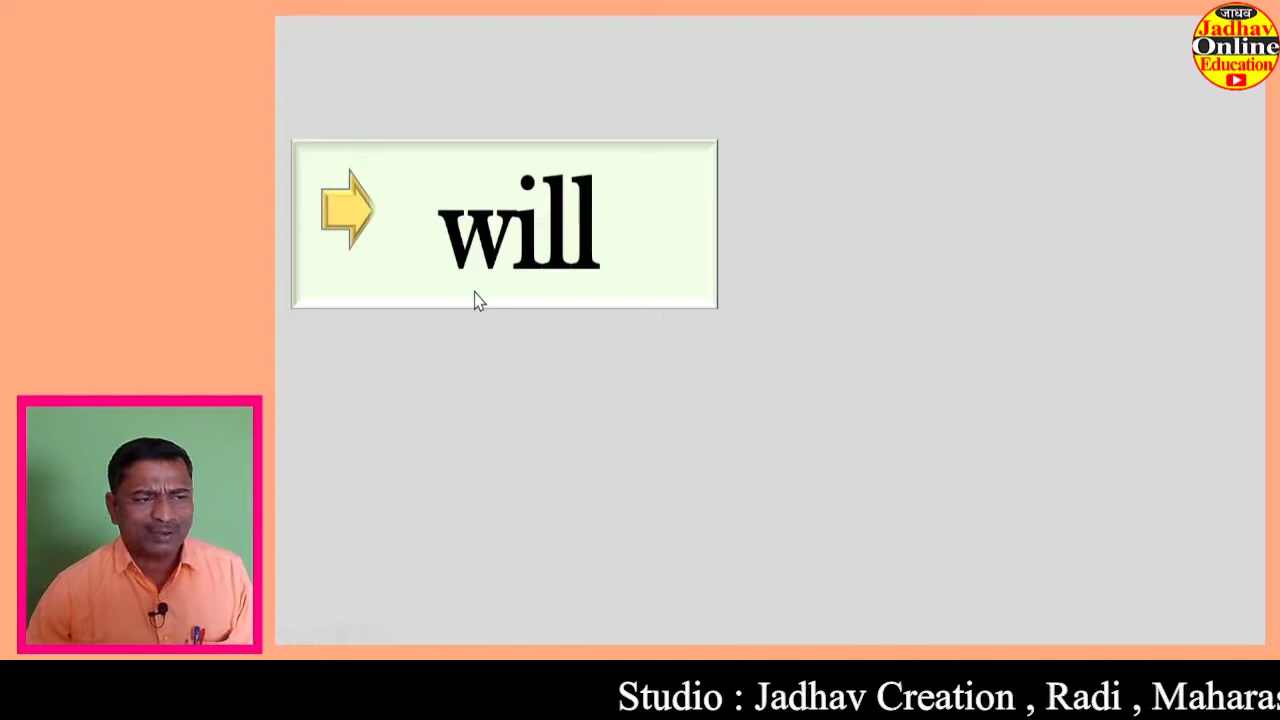 जाधव
Jadhav
Online
Education
will
Studio : Jadhav Creation , Radi , Maharas